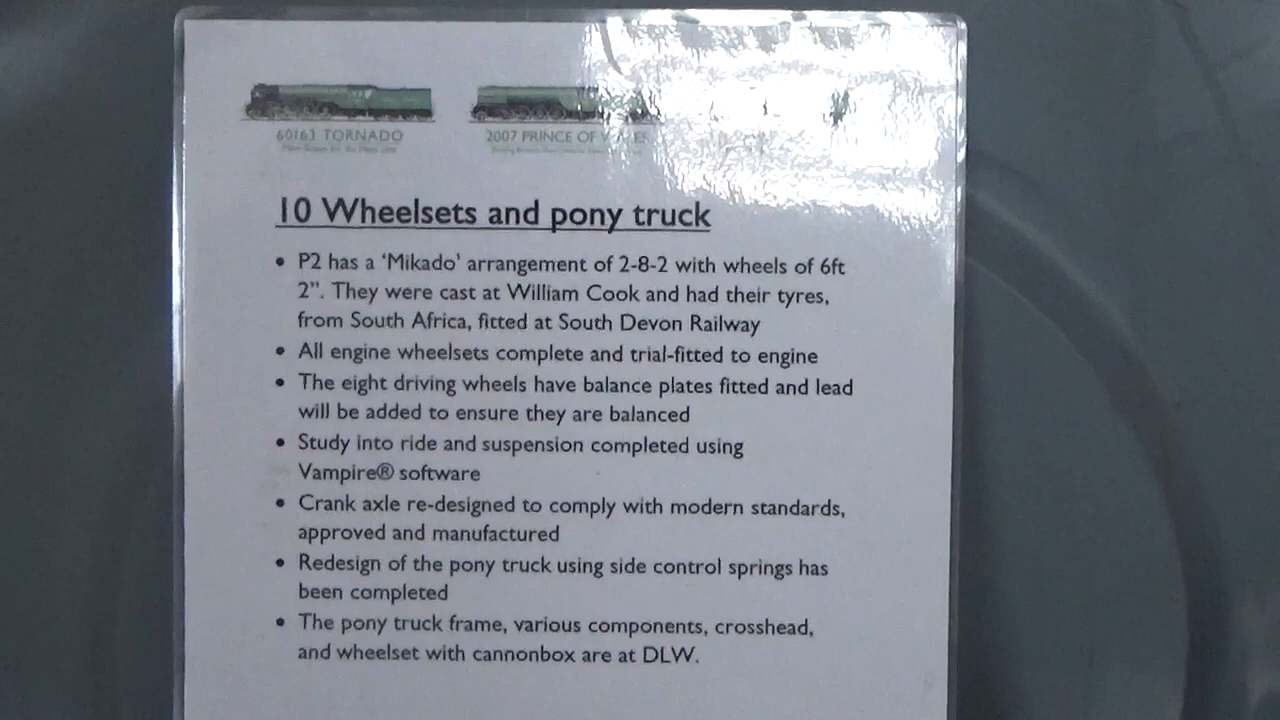 60163 TORNADO
2007 PRINCE OF WALES
10 Wheelsets and pony truck
• P2 has a ‘Mikado’ arrangement of 2-8-2 with wheels of 6ft
2”. They were cast at William Cook and had their tyres,
from South Africa, fitted at South Devon Railway
• All engine wheelsets complete and trial-fitted to engine
• The eight driving wheels have balance plates fitted and lead
will be added to ensure they are balanced
• Study into ride and suspension completed using
Vampire® software
• Crank axle re-designed to comply with modern standards,
approved and manufactured
• Redesign of the pony truck using side control springs has
been completed
• The pony truck frame, various components, crosshead,
and wheelset with cannonbox are at DLW.